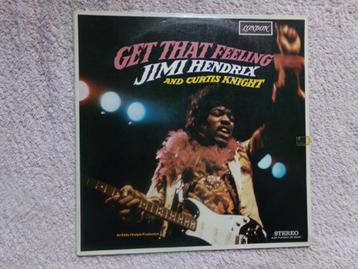 LONDON
GET THAT FEELING
JIMI HENDRIX
AND CURTIS KNIGHT
STEREO